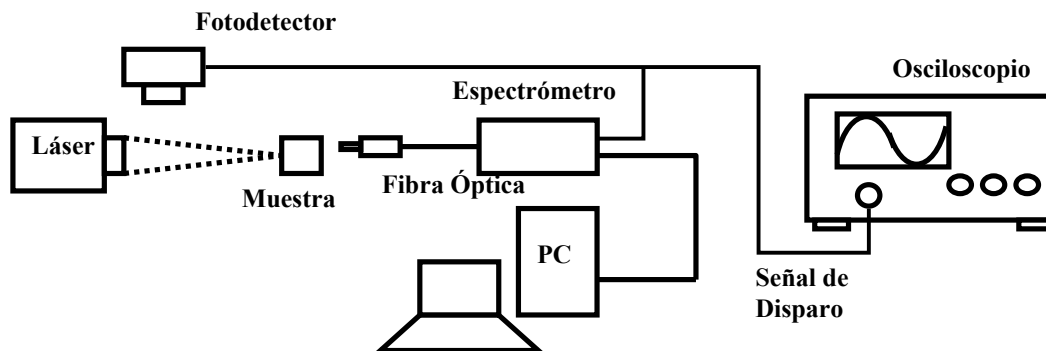 Fotodetector
Osciloscopio
Espectrómetro
Láser
Fibra Óptica
Muestra
PC
Señal de
Disparo